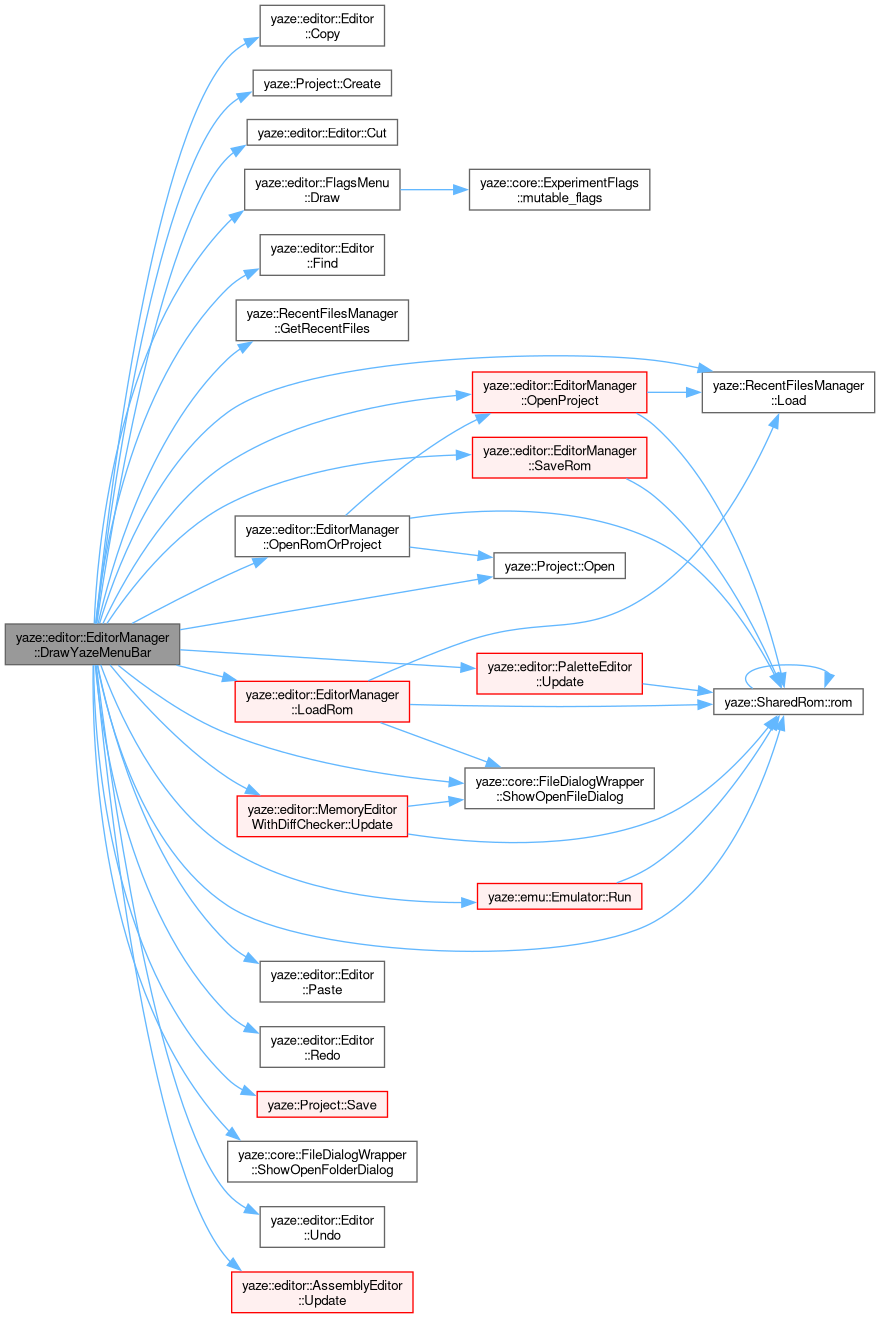 yaze::editor::Editor
::Copy
yaze::Project::Create
yaze::editor::Editor::Cut
yaze::editor::FlagsMenu
::Draw
yaze::core::ExperimentFlags
::mutable_flags
yaze::editor::Editor
::Find
yaze::RecentFilesManager
::GetRecentFiles
yaze::editor::EditorManager
::OpenProject
yaze::RecentFilesManager
::Load
yaze::editor::EditorManager
::SaveRom
yaze::editor::EditorManager
::OpenRomOrProject
yaze::Project::Open
yaze::editor::EditorManager
::DrawYazeMenuBar
yaze::editor::PaletteEditor
::Update
yaze::editor::EditorManager
::LoadRom
yaze::SharedRom::rom
yaze::core::FileDialogWrapper
::ShowOpenFileDialog
yaze::editor::MemoryEditor
WithDiffChecker::Update
yaze::emu::Emulator::Run
yaze::editor::Editor
::Paste
yaze::editor::Editor
::Redo
yaze::Project::Save
yaze::core::FileDialogWrapper
::ShowOpenFolderDialog
yaze::editor::Editor
::Undo
yaze::editor::AssemblyEditor
::Update